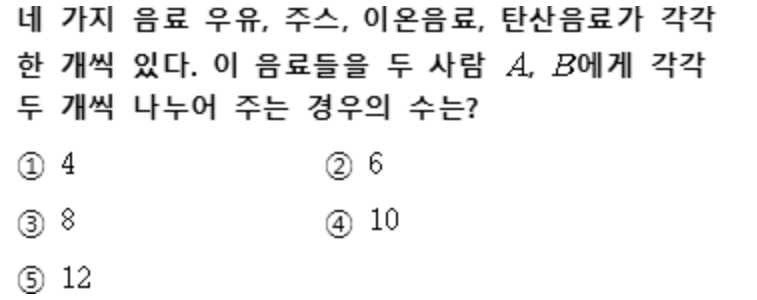 네 가지 음료 우유, 주스, 이온음료, 탄산음료가 각각
한 개씩 있다. 이 음료들을 두 사람 A, B에게 각각
두 개씩 나누어 주는 경우의 수는?
① 4 ② 6
③ 8 ④ 10
⑤ 12